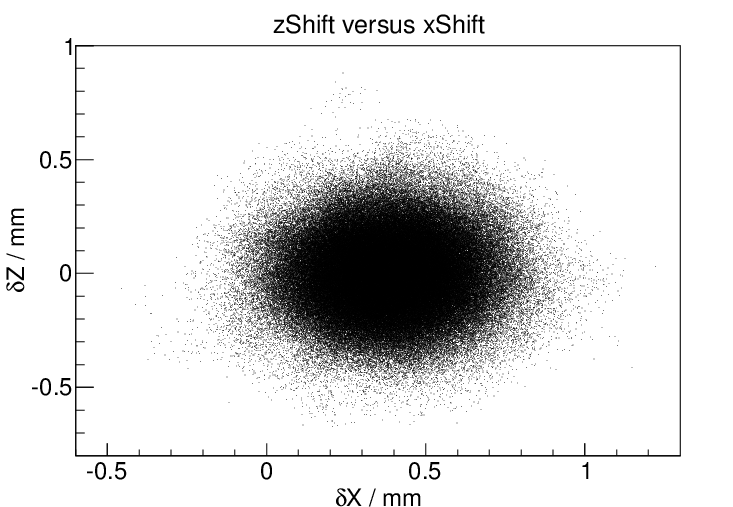 zShift versus xShift
1
0.5
0
-0.5
δZ / mm
-0.5 0 0.5 1
δX / mm